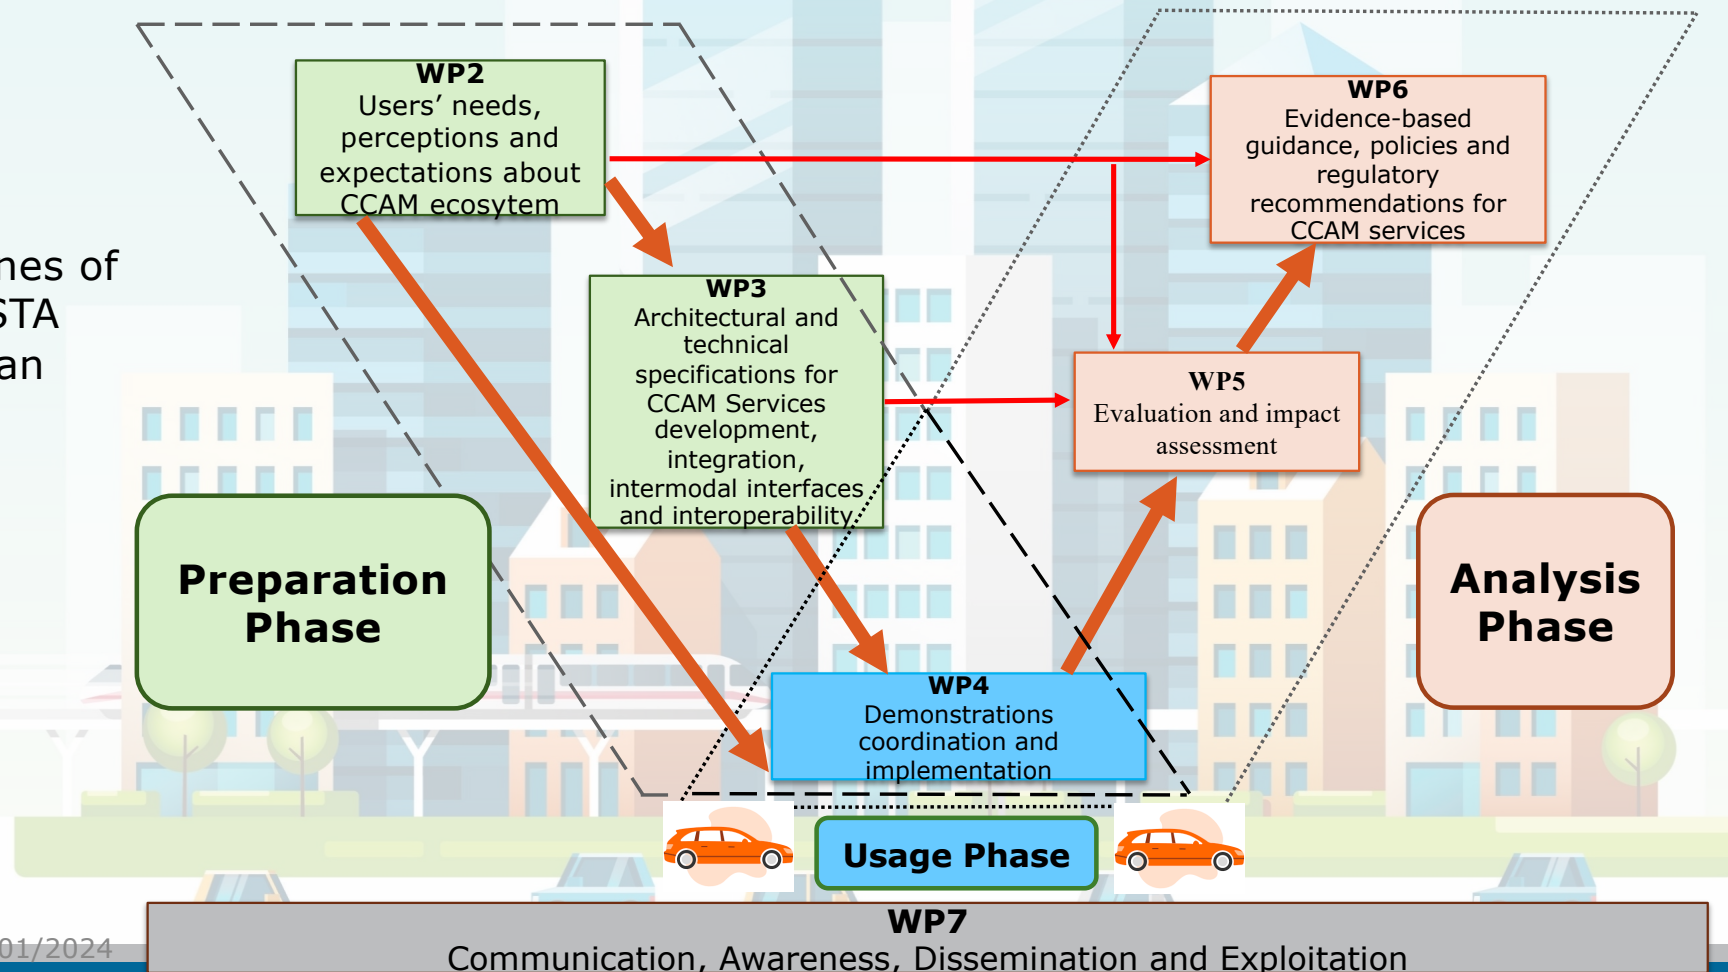 WP2
Users’ needs,
perceptions and
expectations about
CCAM ecosytem
WP6
Evidence-based
guidance, policies and
regulatory
recommendations for
CCAM services
nes of
STA
an
WP3
Architectural and
technical
specifications for
CCAM Services
development,
integration,
intermodal interfaces
and interoperability
WP5
Evaluation and impact
assessment
Preparation
Phase
Analysis
Phase
WP4
Demonstrations
coordination and
implementation
Usage Phase
WP7
Communication, Awareness, Dissemination and Exploitation
01/2024